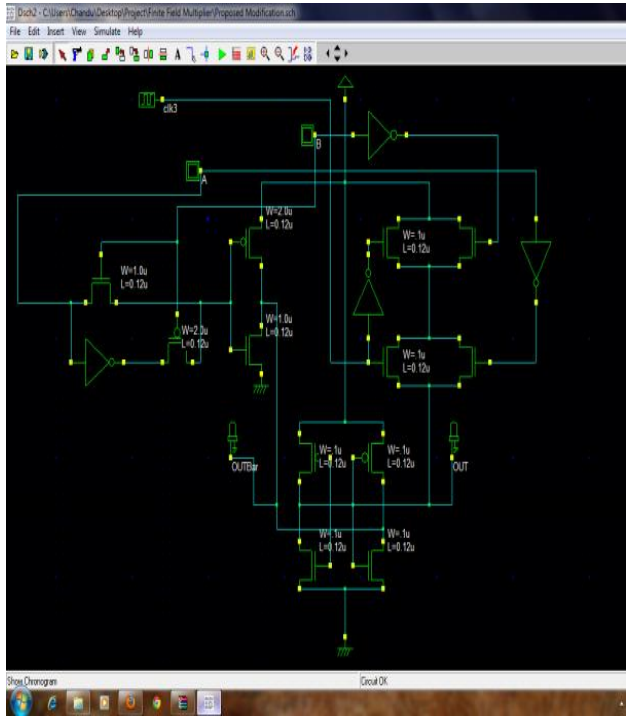 Dsch2 - C:\Users\Chandu\Desktop\Project\Finite Field Multiplier\Proposed Modification.sch
File Edit Insert View Simulate Help
clk3
B
A
W=2.0u
L=0.12u
W=.1u
L=0.12u
W=1.0u
L=0.12u
W=2.0u
L=0.12u
W=1.0u
L=0.12u
W=.1u
L=0.12u
W=.1u
L=0.12u
W=.1u
L=0.12u
OUTBar
OUT
W=.1u
L=0.12u
W=.1u
L=0.12u
Show Chronogram
Circuit OK